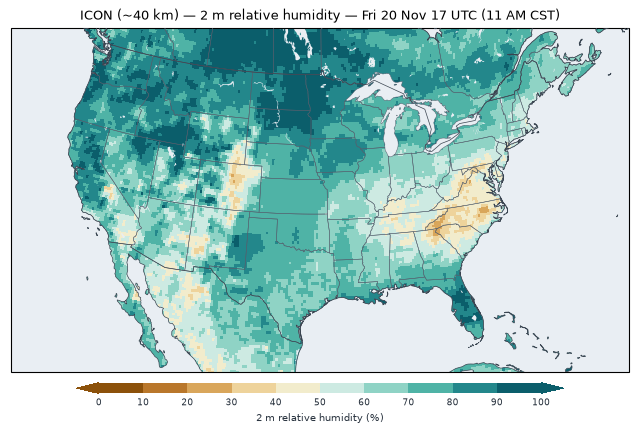 ICON (~40 km) — 2 m relative humidity — Fri 20 Nov 17 UTC (11 AM CST)
0 10 20 30 40 50 60 70 80 90 100
2 m relative humidity (%)